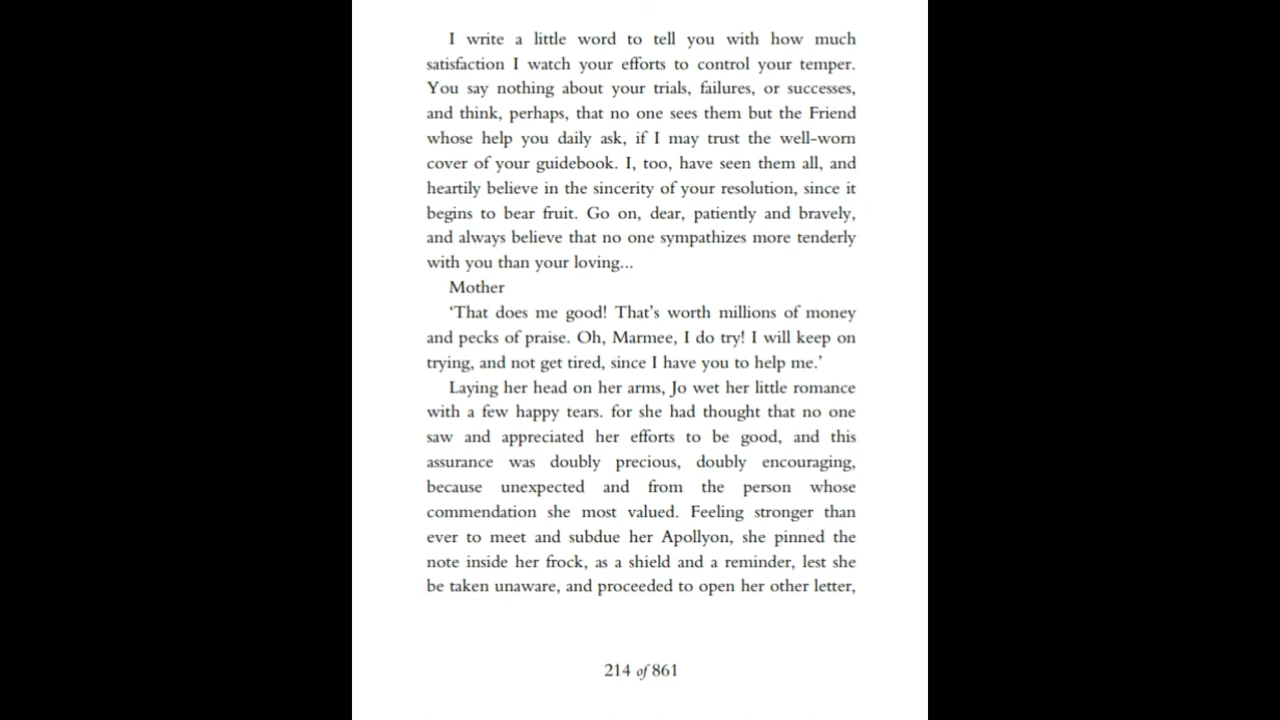 I write a little word to tell you with how much
satisfaction I watch your efforts to control your temper.
You say nothing about your trials, failures, or successes,
and think, perhaps, that no one sees them but the Friend
whose help you daily ask, if I may trust the well-worn
cover of your guidebook. I, too, have seen them all, and
heartily believe in the sincerity of your resolution, since it
begins to bear fruit. Go on, dear, patiently and bravely,
and always believe that no one sympathizes more tenderly
with you than your loving...
Mother
‘That does me good! That’s worth millions of money
and pecks of praise. Oh, Marmee, I do try! I will keep on
trying, and not get tired, since I have you to help me.’
Laying her head on her arms, Jo wet her little romance
with a few happy tears. for she had thought that no one
saw and appreciated her efforts to be good, and this
assurance was doubly precious, doubly encouraging,
because unexpected and from the person whose
commendation she most valued. Feeling stronger than
ever to meet and subdue her Apollyon, she pinned the
note inside her frock, as a shield and a reminder, lest she
be taken unaware, and proceeded to open her other letter,
214 of 861